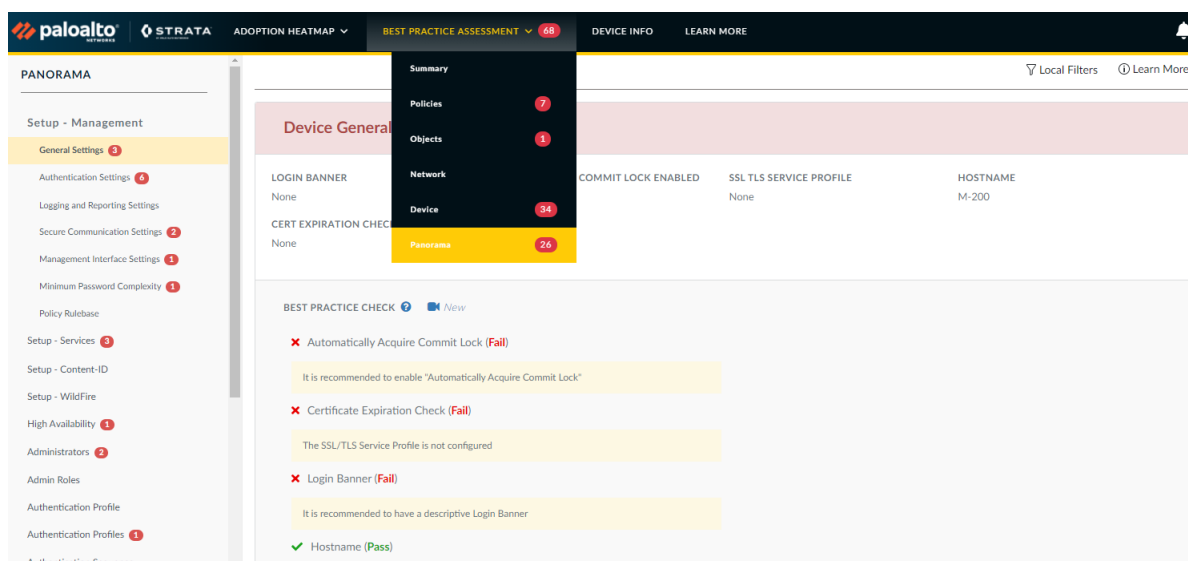 paloalto NETWORKS STRATA ADOPTION HEATMAP BEST PRACTICE ASSESSMENT 68 DEVICE INFO LEARN MORE
PANORAMA
Setup - Management
General Settings 3
Authentication Settings 6
Logging and Reporting Settings
Secure Communication Settings 2
Management Interface Settings 1
Minimum Password Complexity 1
Policy Rulebase
Setup - Services 3
Setup - Content-ID
Setup - WildFire
High Availability 1
Administrators 2
Admin Roles
Authentication Profile
Authentication Profiles 1
Summary
Policies 7
Objects 1
Network
Device 34
Panorama 26
Local Filters Learn More
Device General
LOGIN BANNER COMMIT LOCK ENABLED SSL TLS SERVICE PROFILE HOSTNAME
None None M-200
CERT EXPIRATION CHEC
None
BEST PRACTICE CHECK ? New
Automatically Acquire Commit Lock (Fail)
It is recommended to enable "Automatically Acquire Commit Lock"
Certificate Expiration Check (Fail)
The SSL/TLS Service Profile is not configured
Login Banner (Fail)
It is recommended to have a descriptive Login Banner
Hostname (Pass)